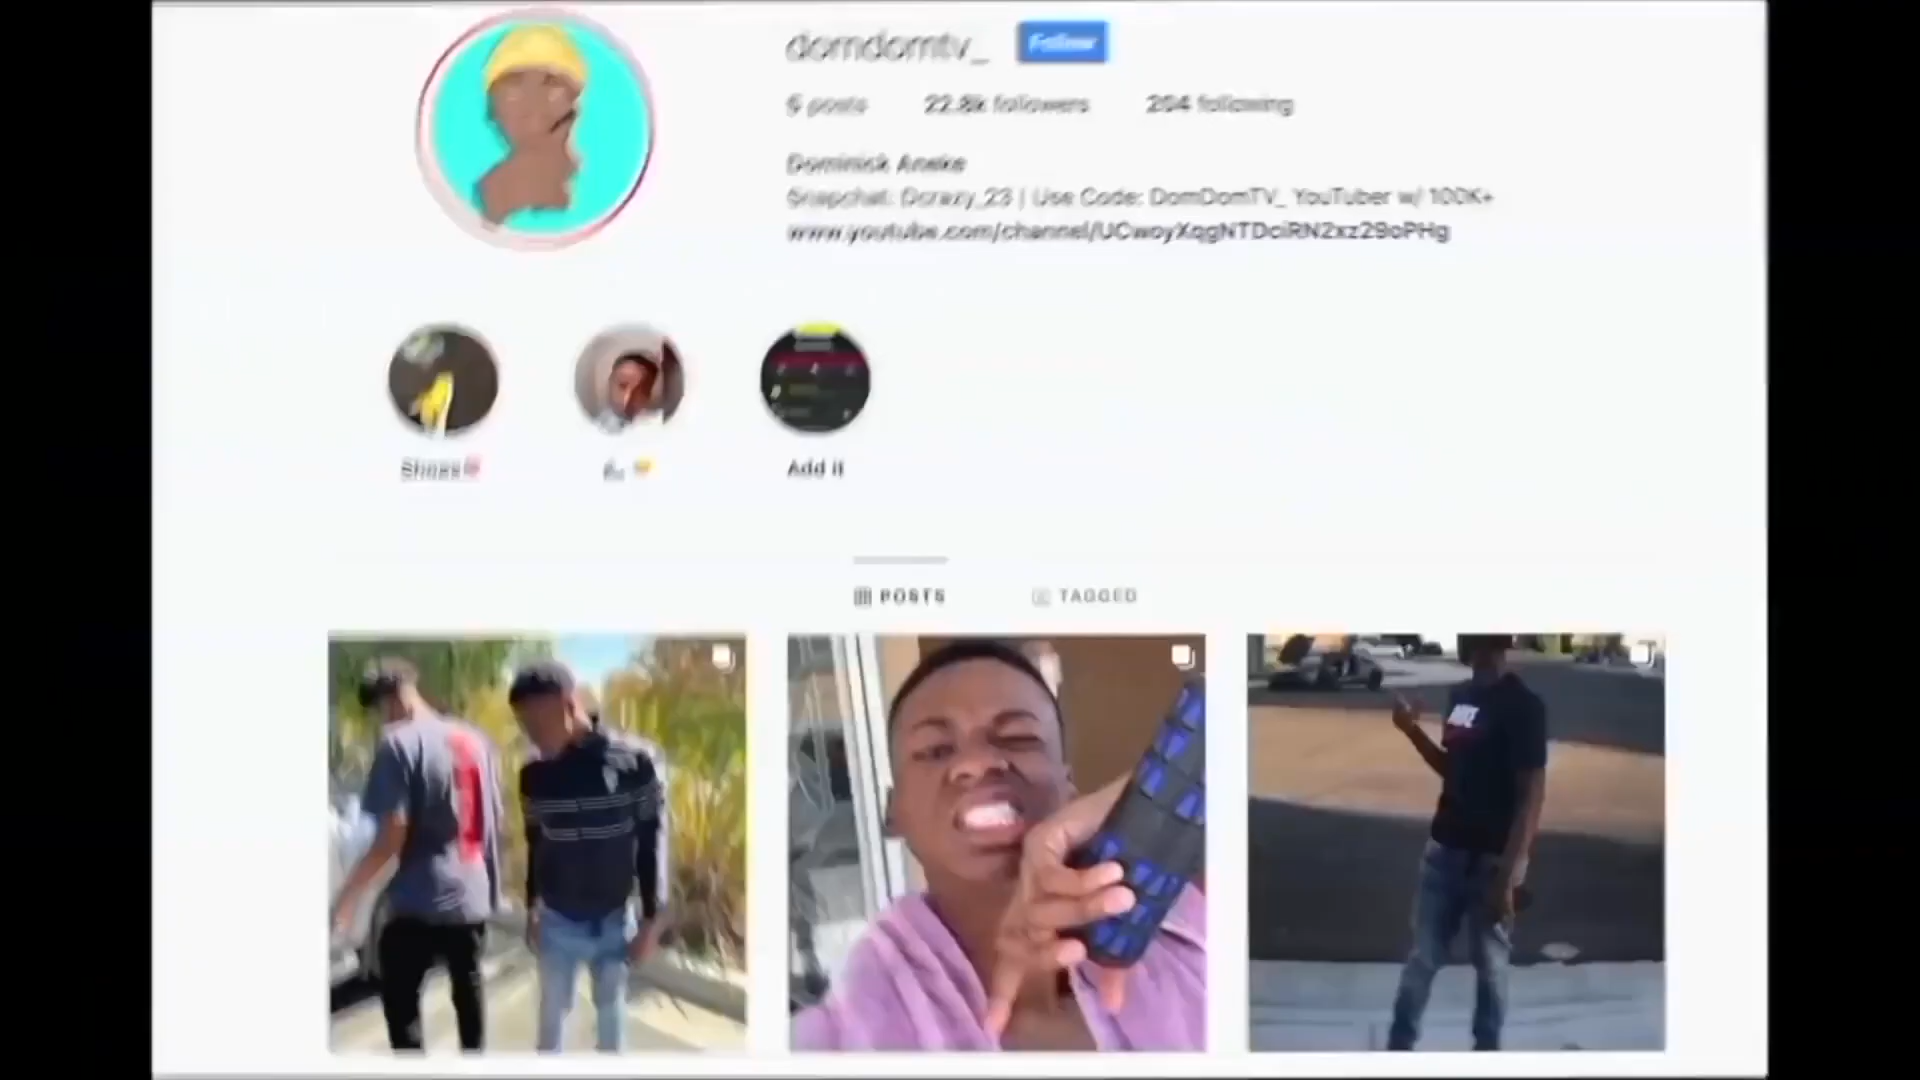 domdomtv_ Follow
6 posts 22.8k followers 204 following
Dominick Aneke
Snapchat: Dcrazy_23 | Use Code: DomDomTV_ YouTuber w/ 100K+
www.youtube.com/channel/UCwoyXqgNTDciRN2xz29oPHg
Shoes Add it
POSTS TAGGED